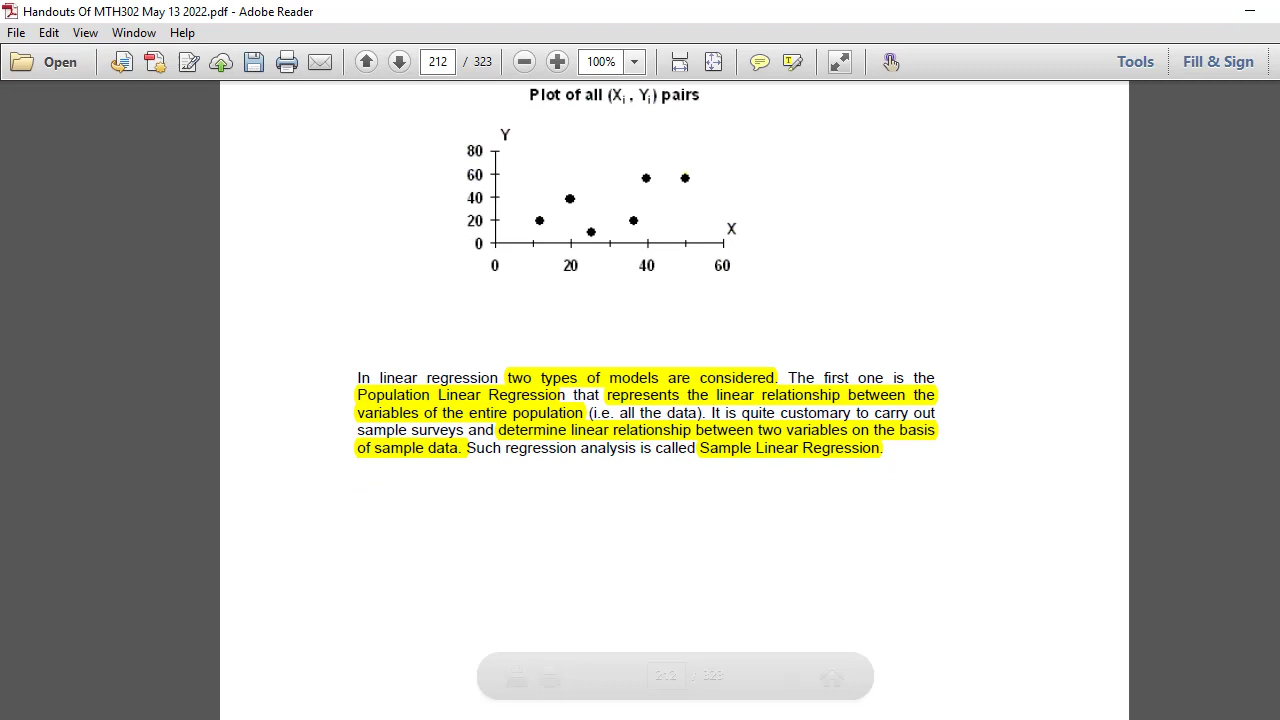 Handouts Of MTH302 May 13 2022.pdf - Adobe Reader
File Edit View Window Help
Open 212 / 323 100% Tools Fill & Sign
Plot of all (Xi , Yi) pairs
Y
80
60
40
20
0
X
0 20 40 60
In linear regression two types of models are considered. The first one is the
Population Linear Regression that represents the linear relationship between the
variables of the entire population (i.e. all the data). It is quite customary to carry out
sample surveys and determine linear relationship between two variables on the basis
of sample data. Such regression analysis is called Sample Linear Regression.
212 / 323